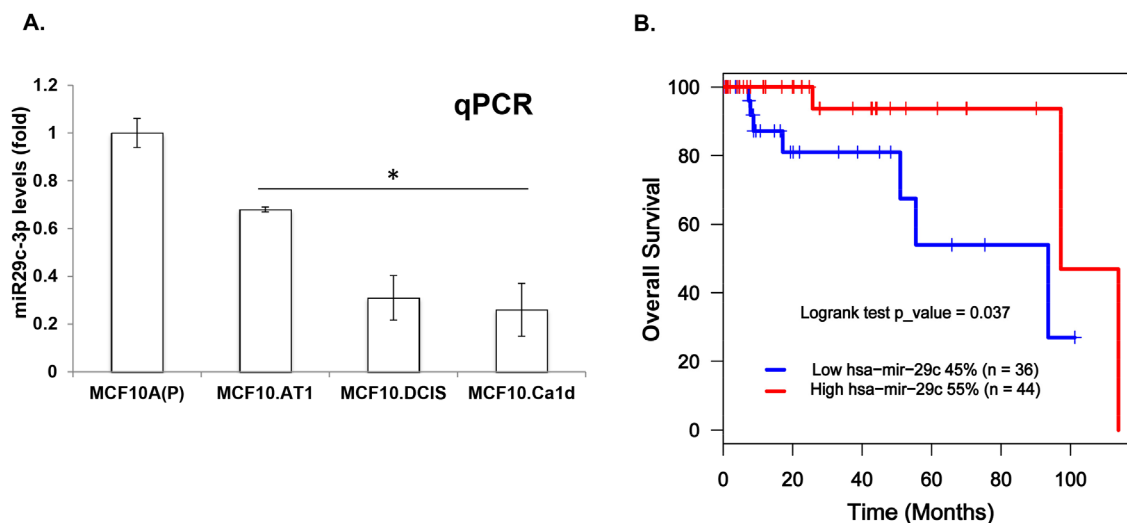 A.
miR29c-3p levels (fold)
1.2
1
0.8
0.6
0.4
0.2
0
qPCR
*
MCF10A(P) MCF10.AT1 MCF10.DCIS MCF10.Ca1d
B.
Overall Survival
100
80
60
40
20
0
Logrank test p_value = 0.037
Low hsa−mir−29c 45% (n = 36)
High hsa−mir−29c 55% (n = 44)
0 20 40 60 80 100
Time (Months)